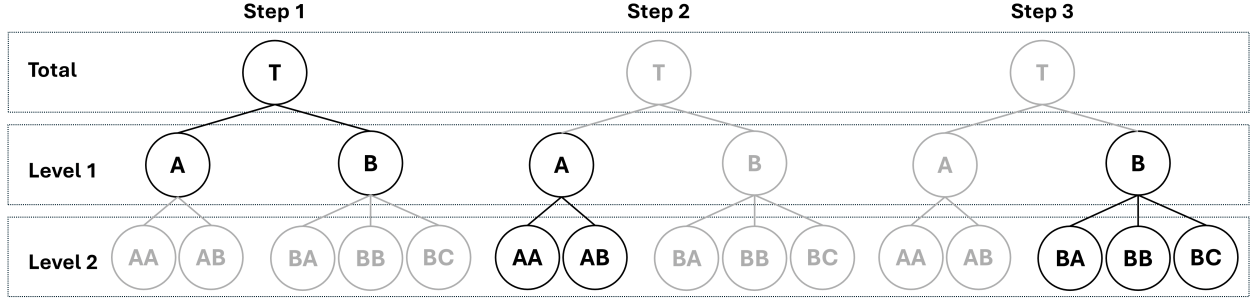 Step 1 Step 2 Step 3
Total T T T
Level 1 A B A B A B
Level 2 AA AB BA BB BC AA AB BA BB BC AA AB BA BB BC